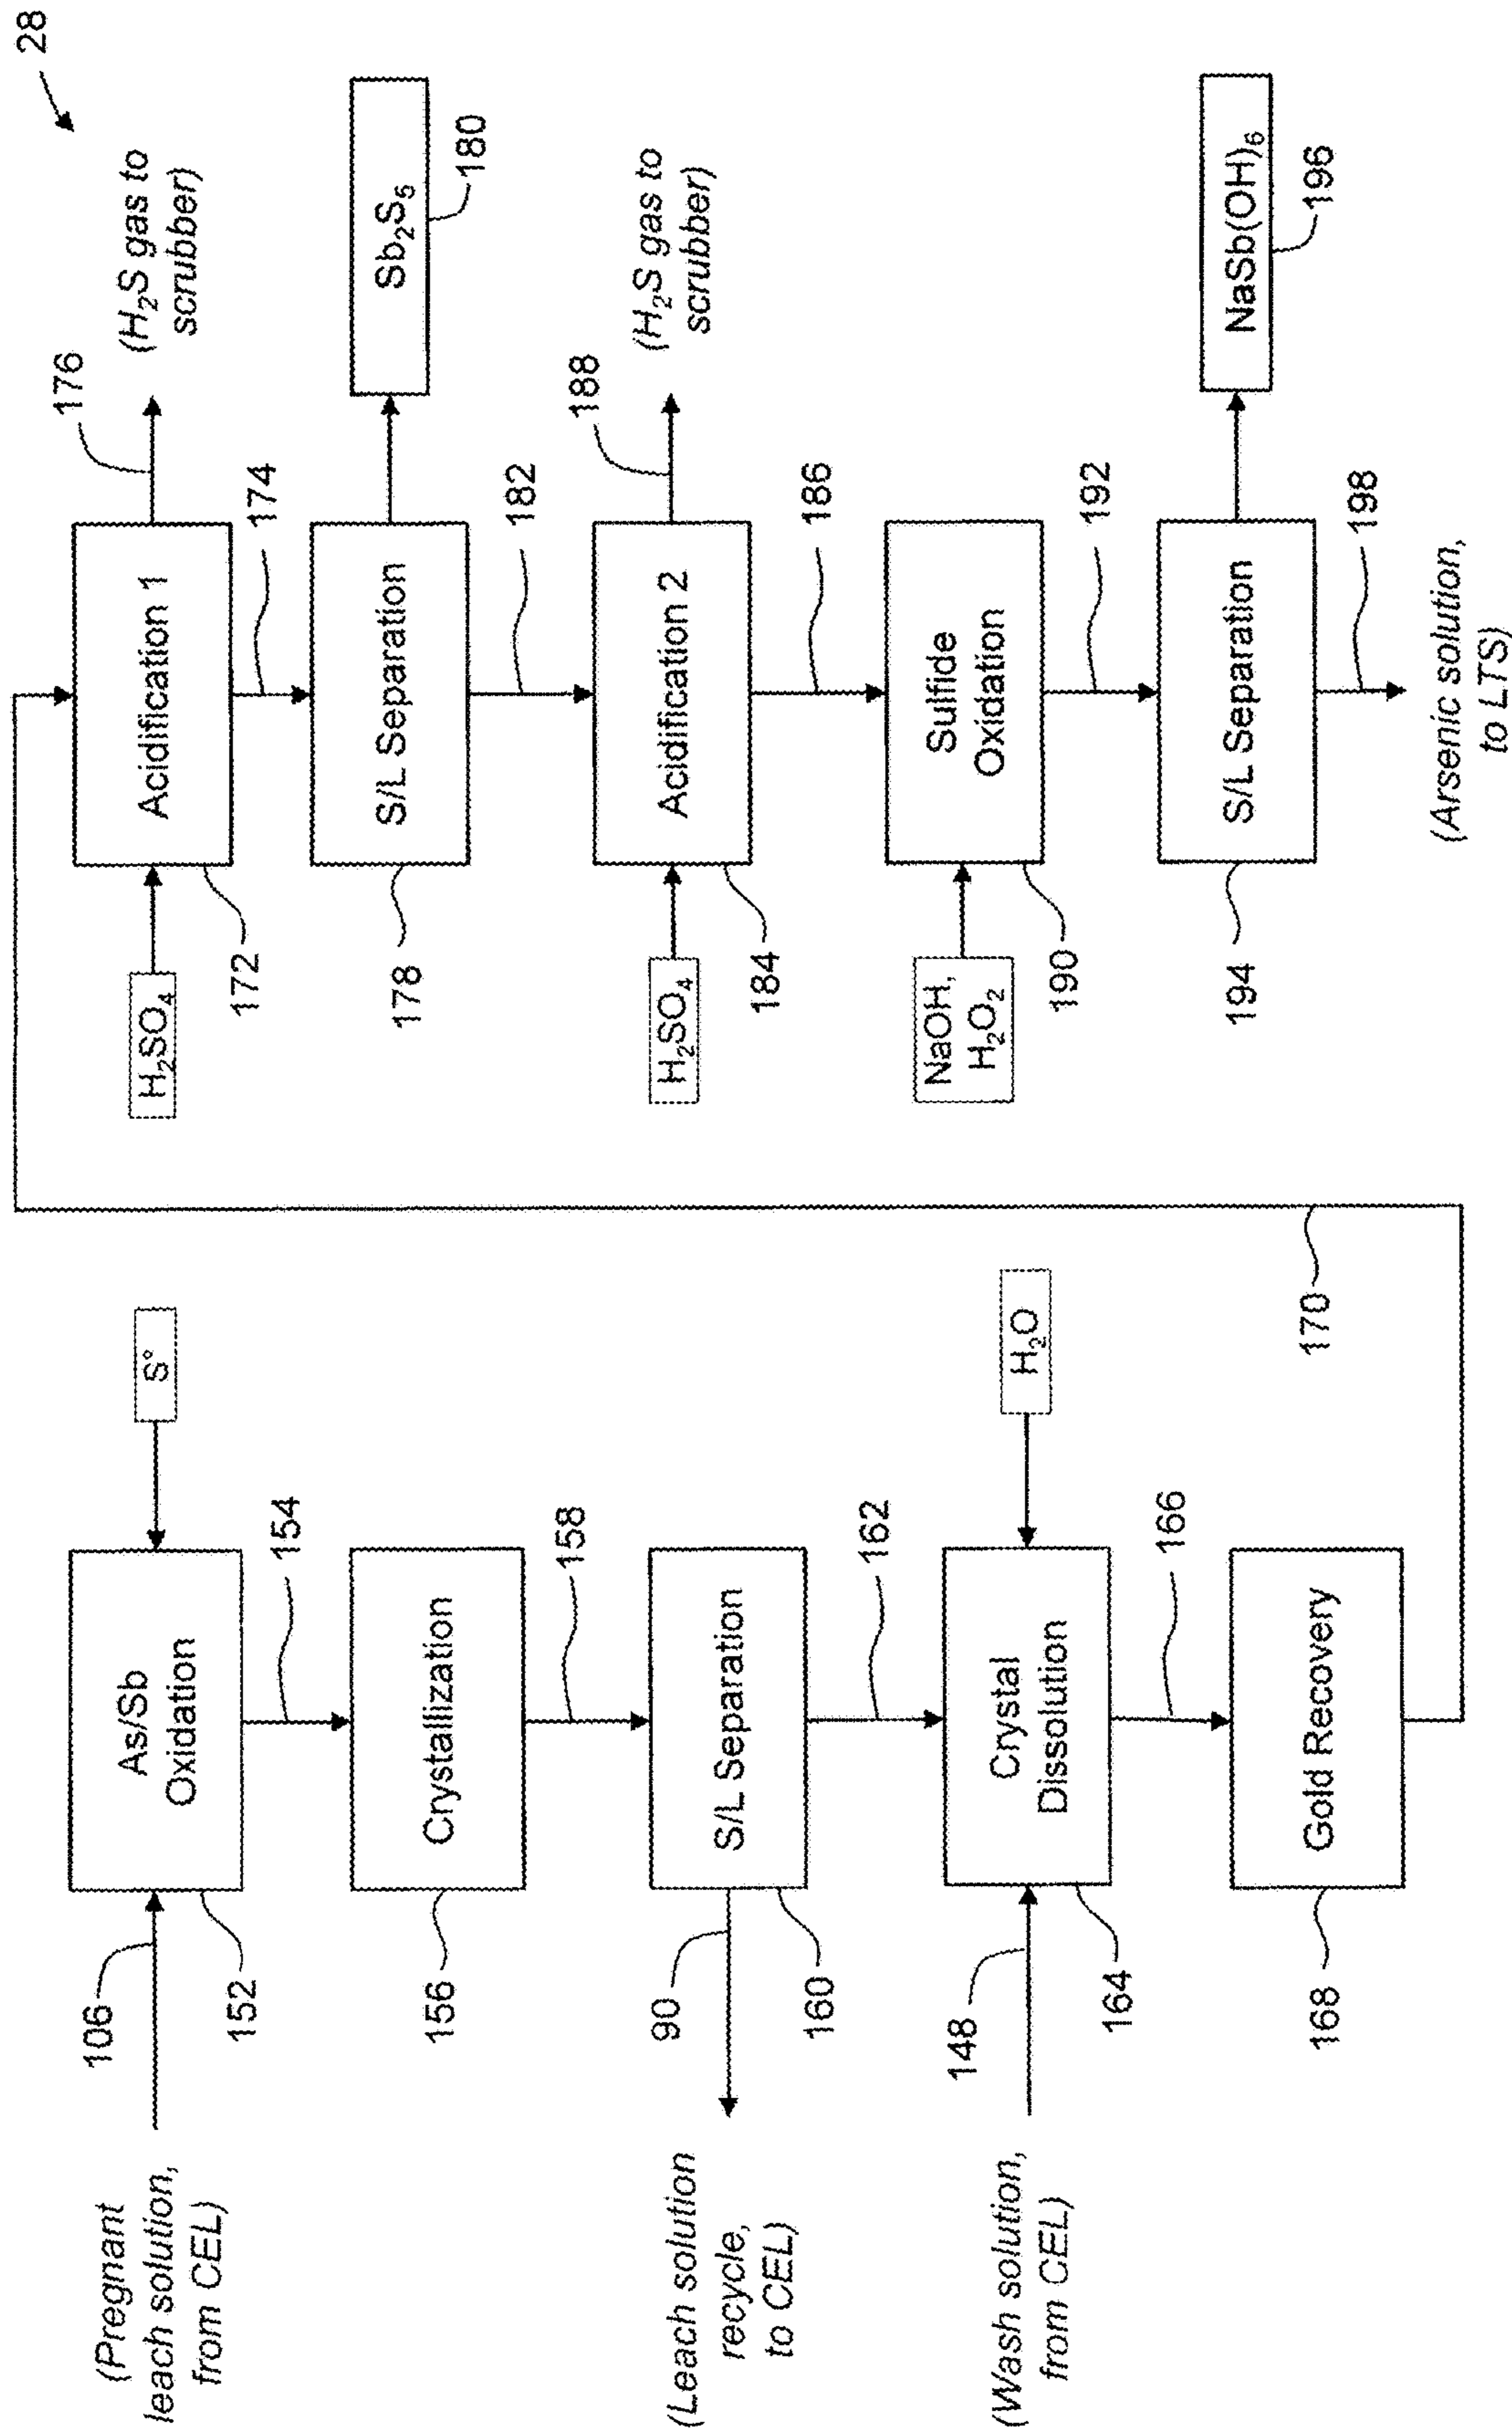 28
(Pregnant
leach solution,
from CEL)
106
As/Sb
Oxidation
152
S°
154
Crystallization
156
158
S/L Separation
160
90
(Leach solution
recycle,
to CEL)
162
(Wash solution,
from CEL)
148
Crystal
Dissolution
164
H₂O
166
Gold Recovery
168
170
H₂SO₄
Acidification 1
172
176
(H₂S gas to
scrubber)
174
S/L Separation
178
Sb₂S₅
180
182
H₂SO₄
Acidification 2
184
188
(H₂S gas to
scrubber)
186
NaOH,
H₂O₂
Sulfide
Oxidation
190
192
S/L Separation
194
NaSb(OH)₆
196
198
(Arsenic solution,
to LTS)